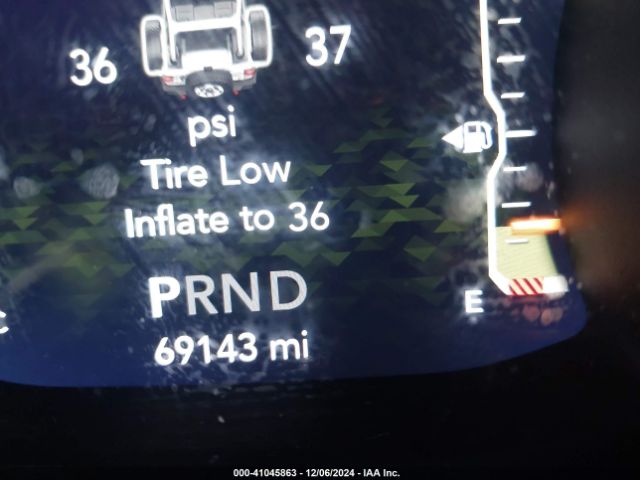 36 37
psi
Tire Low
Inflate to 36
PRND
E
69143 mi
000-41045863 - 12/06/2024 - IAA Inc.